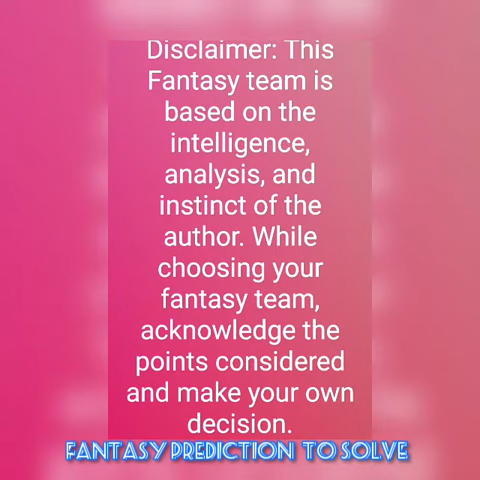 Disclaimer: This
Fantasy team is
based on the
intelligence,
analysis, and
instinct of the
author. While
choosing your
fantasy team,
acknowledge the
points considered
and make your own
decision.
FANTASY PREDICTION TO SOLVE